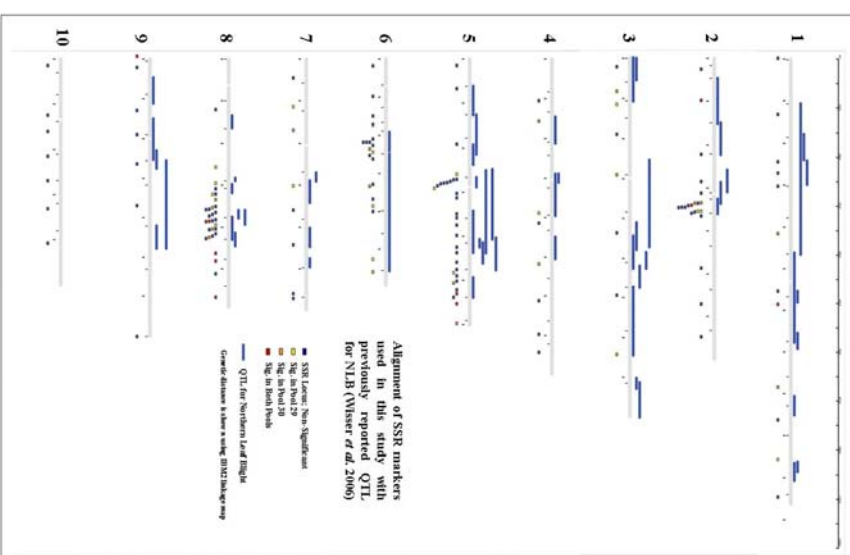 1
2
3
4
5
6
7
8
9
10
Alignment of SSR markers
used in this study with
previously reported QTL
for NLB (Wisser et al. 2006)
SSR Locus; Non-Significant
Sig. in Pool 29
Sig. in Pool 30
Sig. in Both Pools
QTL for Northern Leaf Blight
Genetic distance is shown using IBM2 linkage map